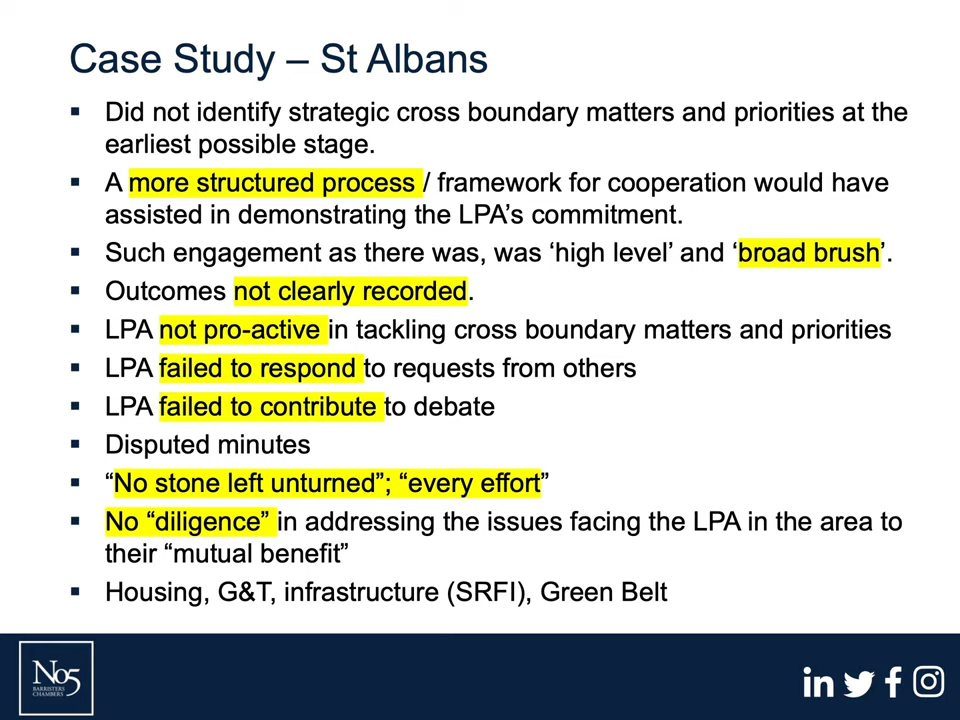 Case Study – St Albans
▪ Did not identify strategic cross boundary matters and priorities at the
earliest possible stage.
▪ A more structured process / framework for cooperation would have
assisted in demonstrating the LPA’s commitment.
▪ Such engagement as there was, was ‘high level’ and ‘broad brush’.
▪ Outcomes not clearly recorded.
▪ LPA not pro-active in tackling cross boundary matters and priorities
▪ LPA failed to respond to requests from others
▪ LPA failed to contribute to debate
▪ Disputed minutes
▪ “No stone left unturned”; “every effort”
▪ No “diligence” in addressing the issues facing the LPA in the area to
their “mutual benefit”
▪ Housing, G&T, infrastructure (SRFI), Green Belt
No5
BARRISTERS
CHAMBERS